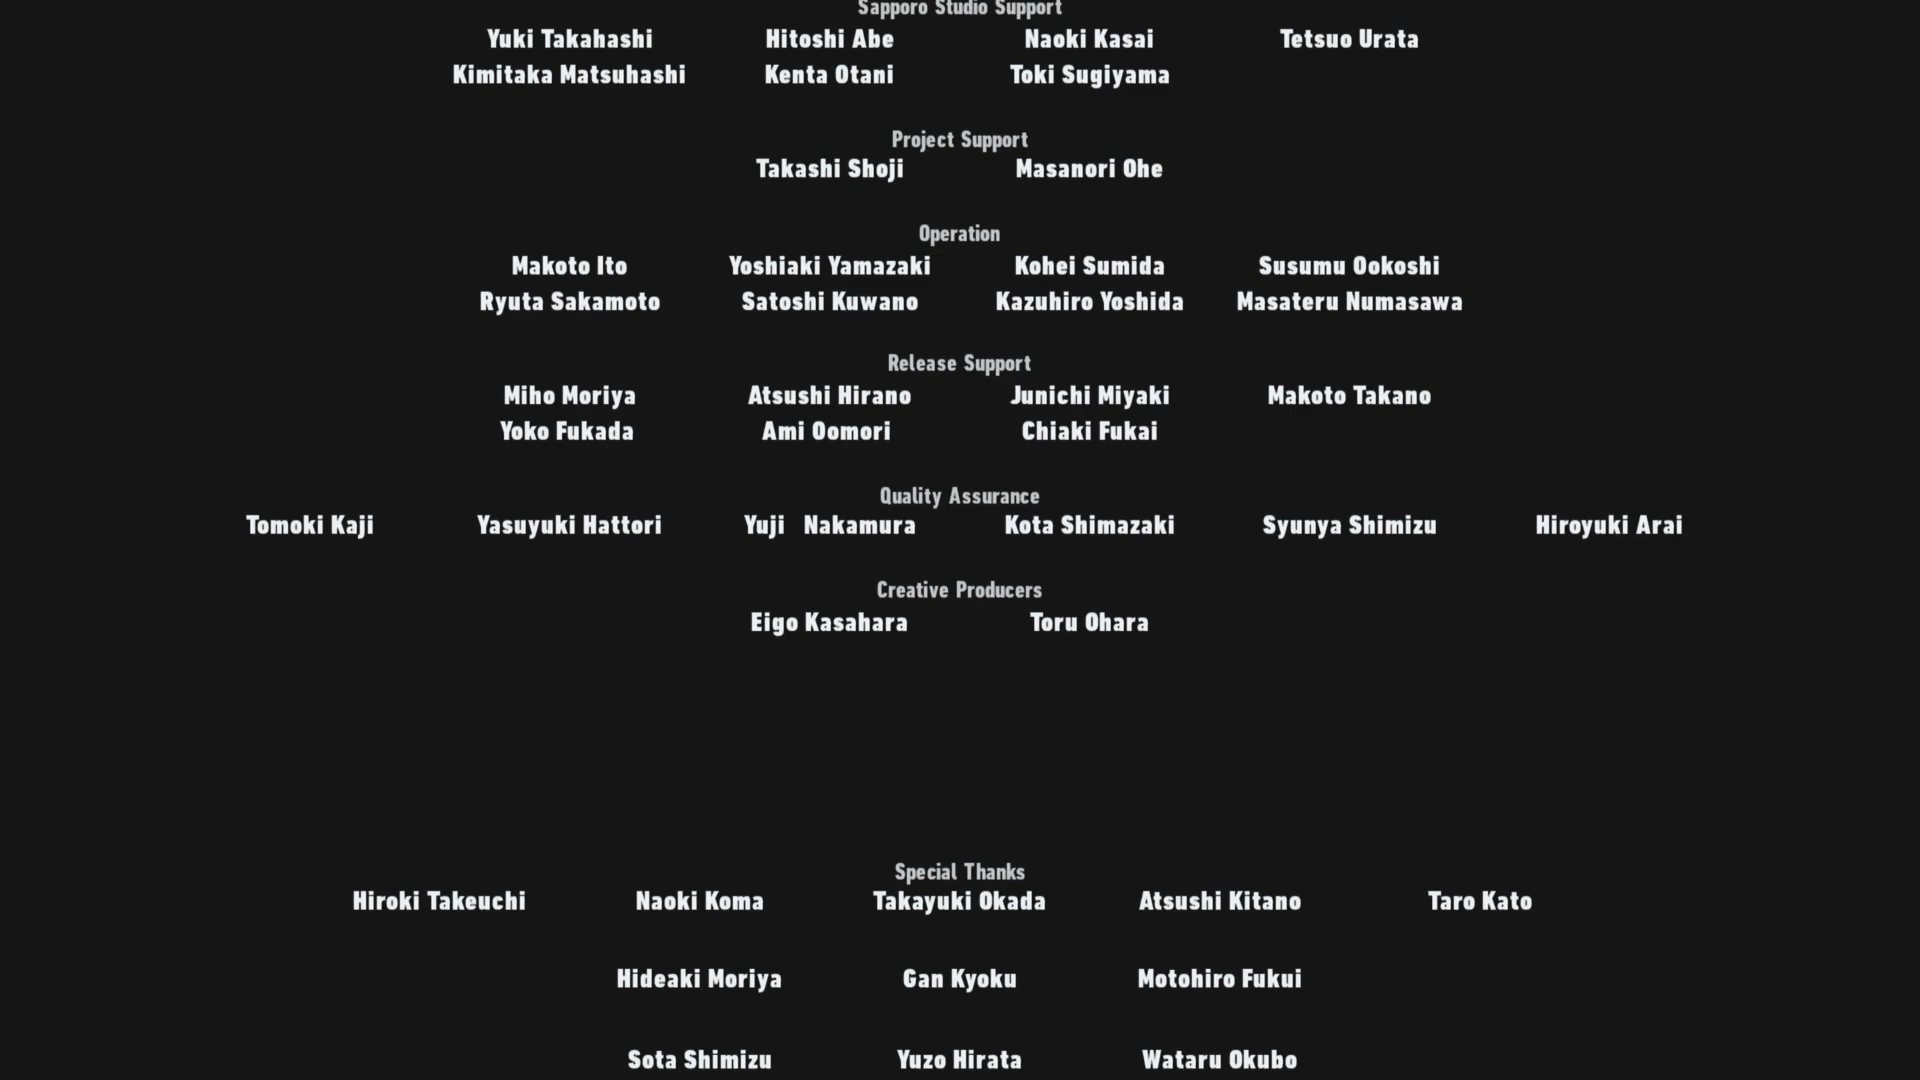 Sapporo Studio Support
Yuki Takahashi Hitoshi Abe Naoki Kasai Tetsuo Urata
Kimitaka Matsuhashi Kenta Otani Toki Sugiyama
Project Support
Takashi Shoji Masanori Ohe
Operation
Makoto Ito Yoshiaki Yamazaki Kohei Sumida Susumu Ookoshi
Ryuta Sakamoto Satoshi Kuwano Kazuhiro Yoshida Masateru Numasawa
Release Support
Miho Moriya Atsushi Hirano Junichi Miyaki Makoto Takano
Yoko Fukada Ami Oomori Chiaki Fukai
Quality Assurance
Tomoki Kaji Yasuyuki Hattori Yuji Nakamura Kota Shimazaki Syunya Shimizu Hiroyuki Arai
Creative Producers
Eigo Kasahara Toru Ohara
Special Thanks
Hiroki Takeuchi Naoki Koma Takayuki Okada Atsushi Kitano Taro Kato
Hideaki Moriya Gan Kyoku Motohiro Fukui
Sota Shimizu Yuzo Hirata Wataru Okubo